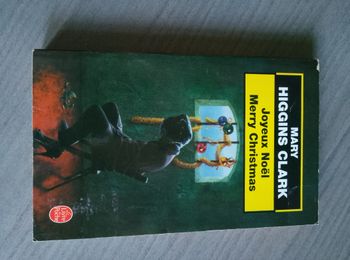 MARY
HIGGINS CLARK
Joyeux Noël
Merry Christmas